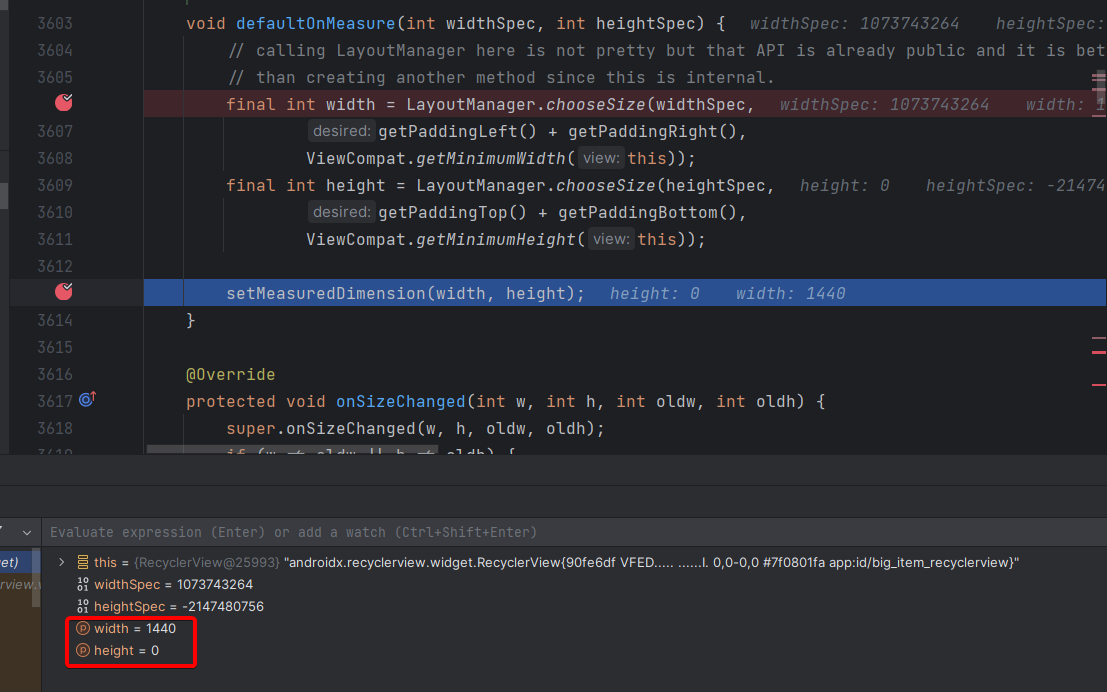 3603 void defaultOnMeasure(int widthSpec, int heightSpec) { widthSpec: 1073743264 heightSpec:
3604 // calling LayoutManager here is not pretty but that API is already public and it is bet
3605 // than creating another method since this is internal.
final int width = LayoutManager.chooseSize(widthSpec, widthSpec: 1073743264 width: 1
3607 desired: getPaddingLeft() + getPaddingRight(),
3608 ViewCompat.getMinimumWidth( view: this));
3609 final int height = LayoutManager.chooseSize(heightSpec, height: 0 heightSpec: -21474
3610 desired: getPaddingTop() + getPaddingBottom(),
3611 ViewCompat.getMinimumHeight( view: this));
3612
setMeasuredDimension(width, height); height: 0 width: 1440
3614 }
3615
3616 @Override
3617 protected void onSizeChanged(int w, int h, int oldw, int oldh) {
3618 super.onSizeChanged(w, h, oldw, oldh);
Evaluate expression (Enter) or add a watch (Ctrl+Shift+Enter)
get) this = {RecyclerView@25993} "androidx.recyclerview.widget.RecyclerView{90fe6df VFED..... ......I. 0,0-0,0 #7f0801fa app:id/big_item_recyclerview}"
rview.w widthSpec = 1073743264
heightSpec = -2147480756
width = 1440
height = 0